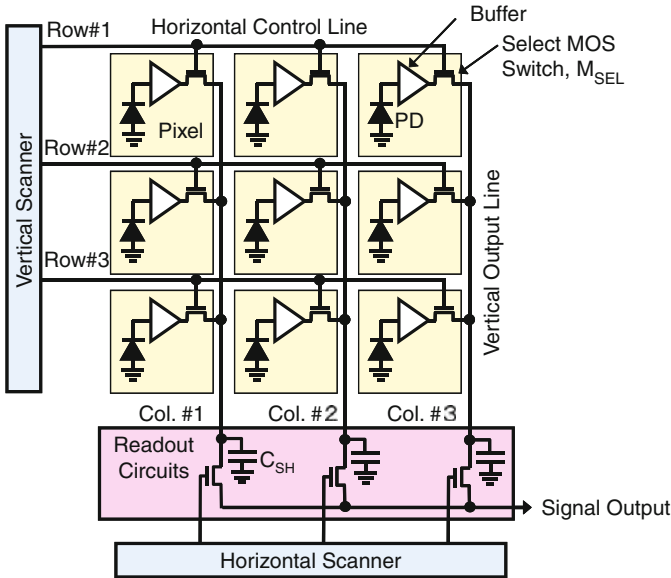 Row#1
Horizontal Control Line
Buffer
Select MOS
Switch, MSEL
Pixel
PD
Row#2
Row#3
Vertical Scanner
Vertical Output Line
Col. #1
Col. #2
Col. #3
Readout
Circuits
CSH
Signal Output
Horizontal Scanner